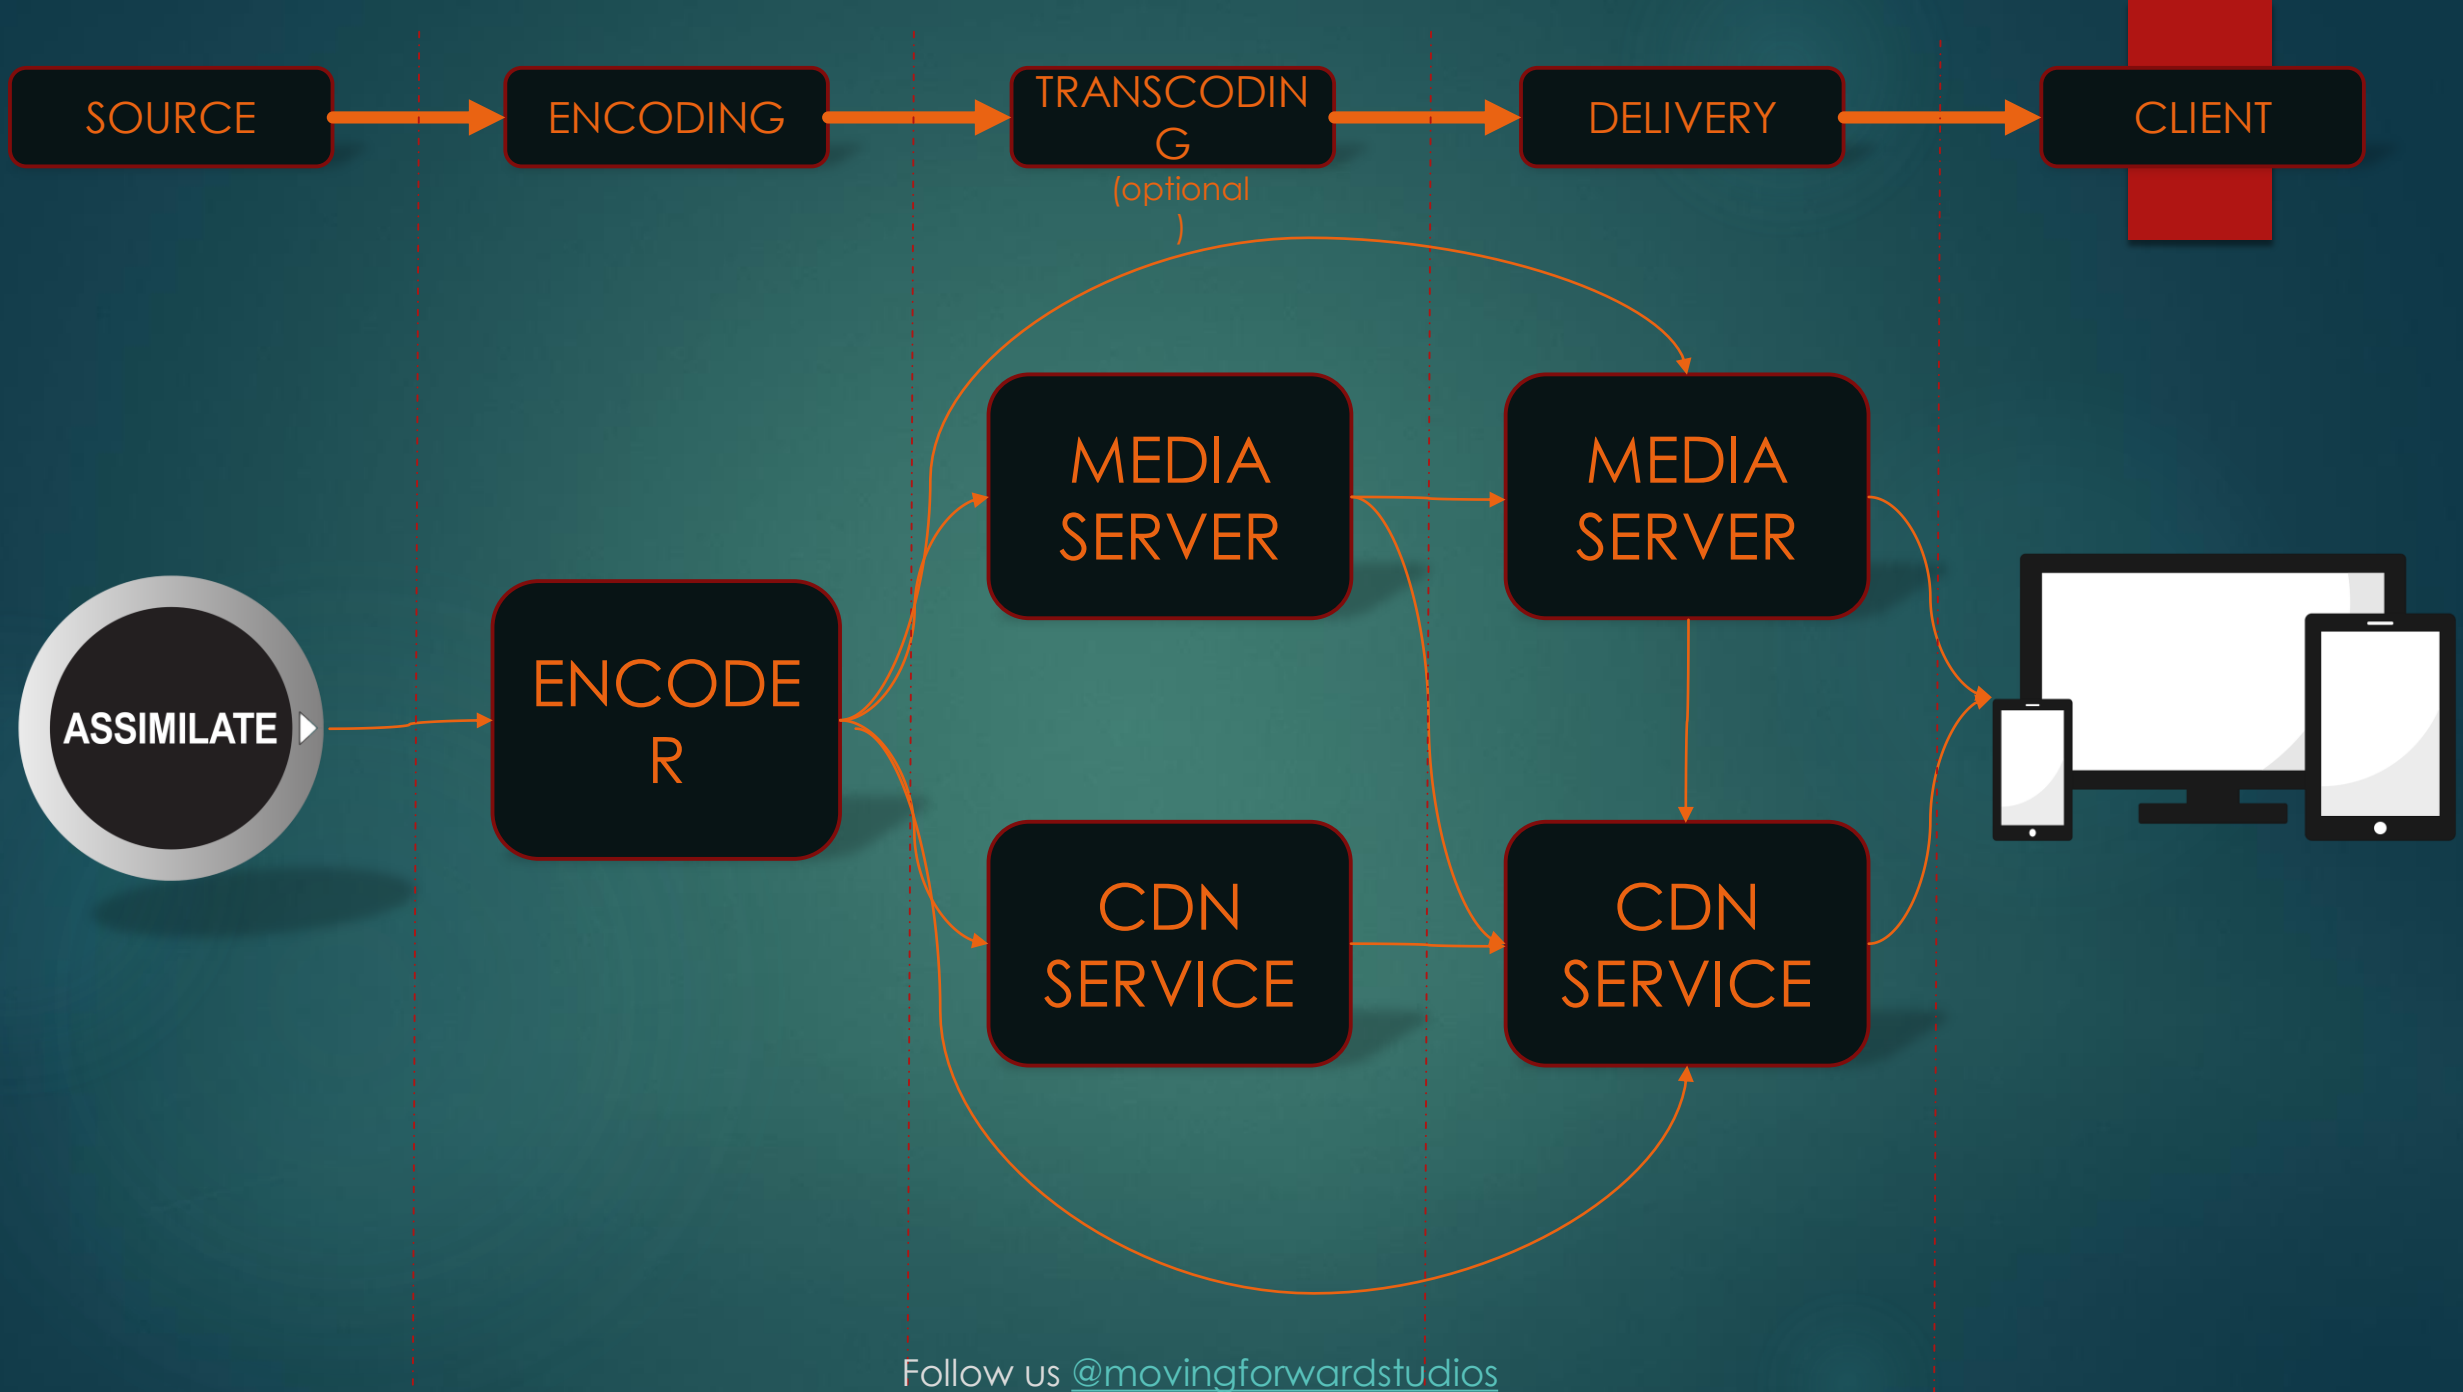 SOURCE
ENCODING
TRANSCODIN
G
(optional
)
DELIVERY
CLIENT
ASSIMILATE
ENCODE
R
MEDIA
SERVER
MEDIA
SERVER
CDN
SERVICE
CDN
SERVICE
Follow us @movingforwardstudios